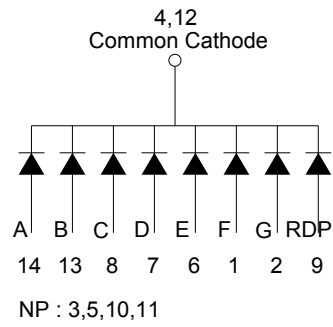 4,12
Common Cathode
A B C D E F G RDP
14 13 8 7 6 1 2 9
NP : 3,5,10,11